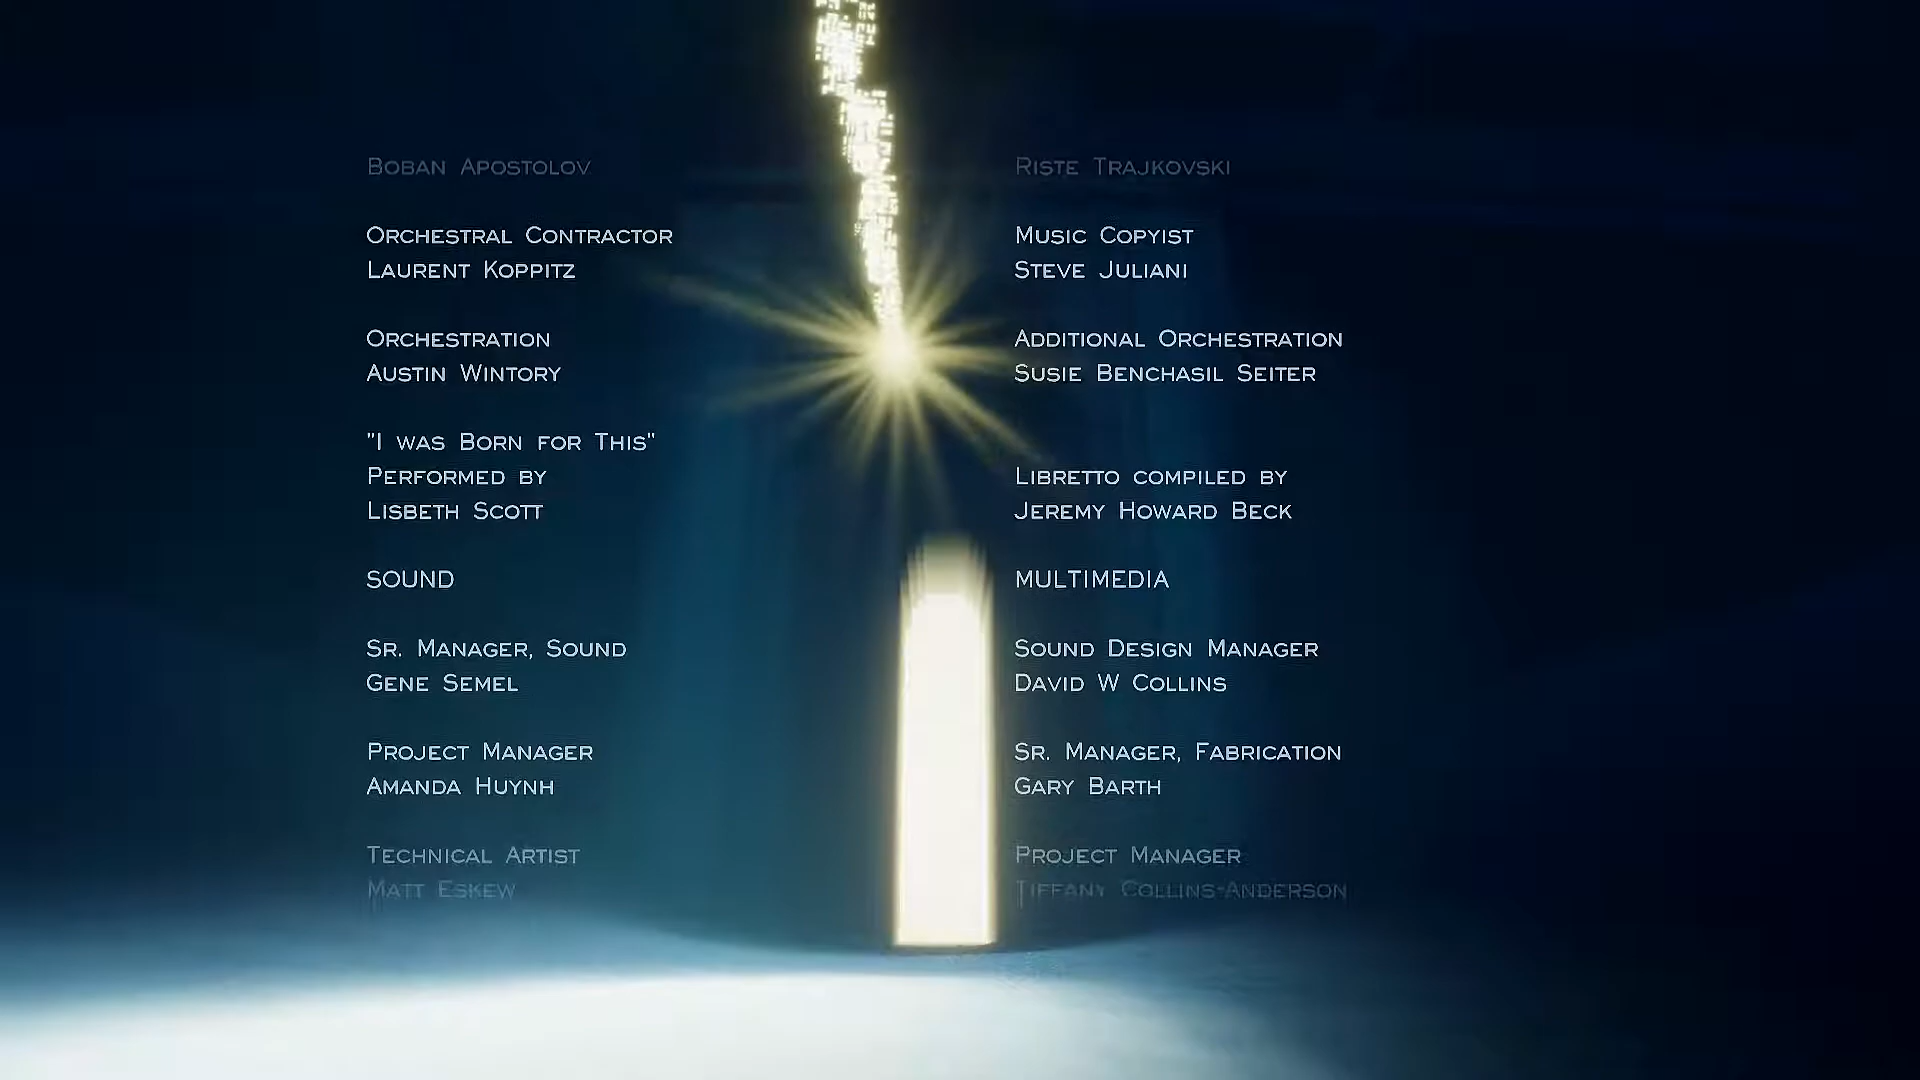 Boban Apostolov
Riste Trajkovski
Orchestral Contractor
Laurent Koppitz
Music Copyist
Steve Juliani
Orchestration
Austin Wintory
Additional Orchestration
Susie Benchasil Seiter
"I was Born for This"
Performed by
Lisbeth Scott
Libretto compiled by
Jeremy Howard Beck
SOUND
MULTIMEDIA
Sr. Manager, Sound
Gene Semel
Sound Design Manager
David W Collins
Project Manager
Amanda Huynh
Sr. Manager, Fabrication
Gary Barth
Technical Artist
Matt Eskew
Project Manager
Tiffany Collins-Anderson